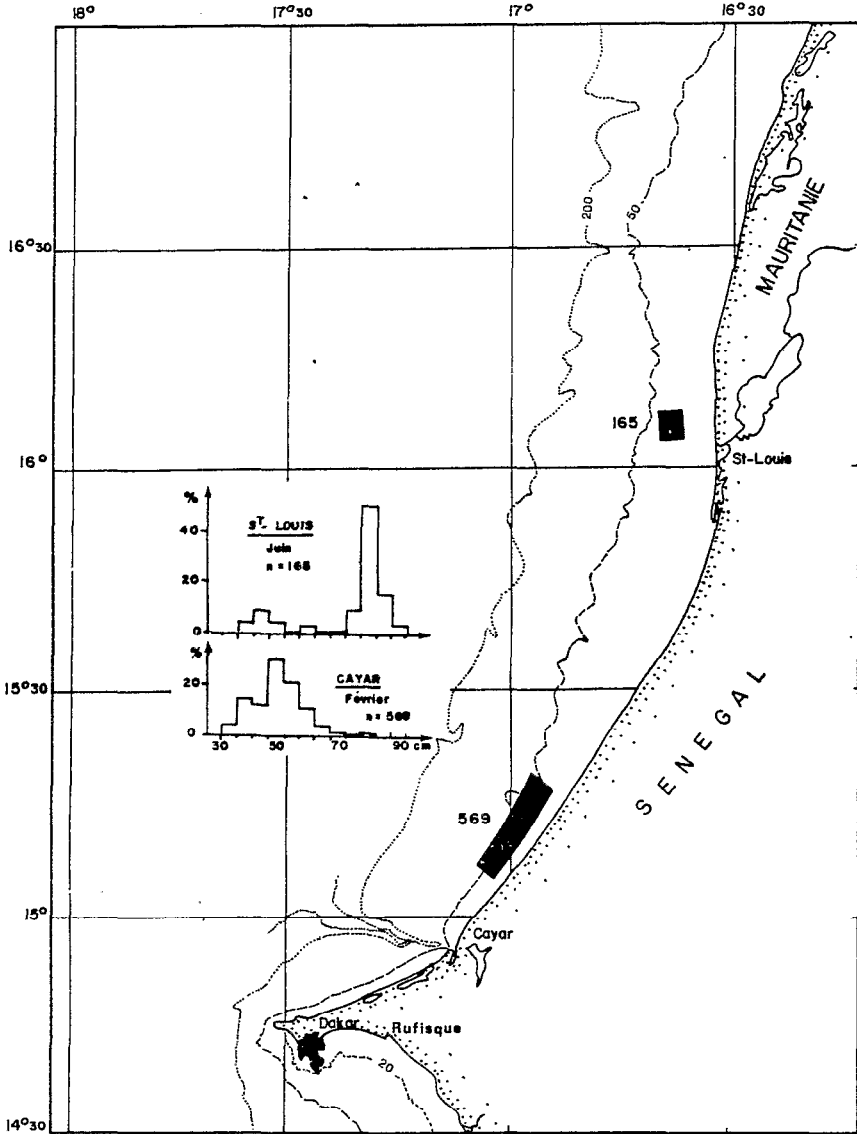 18° 17°30 17° 16°30
200
50
MAURITANIE
16°30
165
St-Louis
16°
%
40
20
0
ST- LOUIS
Juin
n = 165
%
20
0
CAYAR
Février
n = 569
30 50 70 90 cm
15°30
SENEGAL
569
15°
Cayar
Dakar
Rufisque
20
14°30